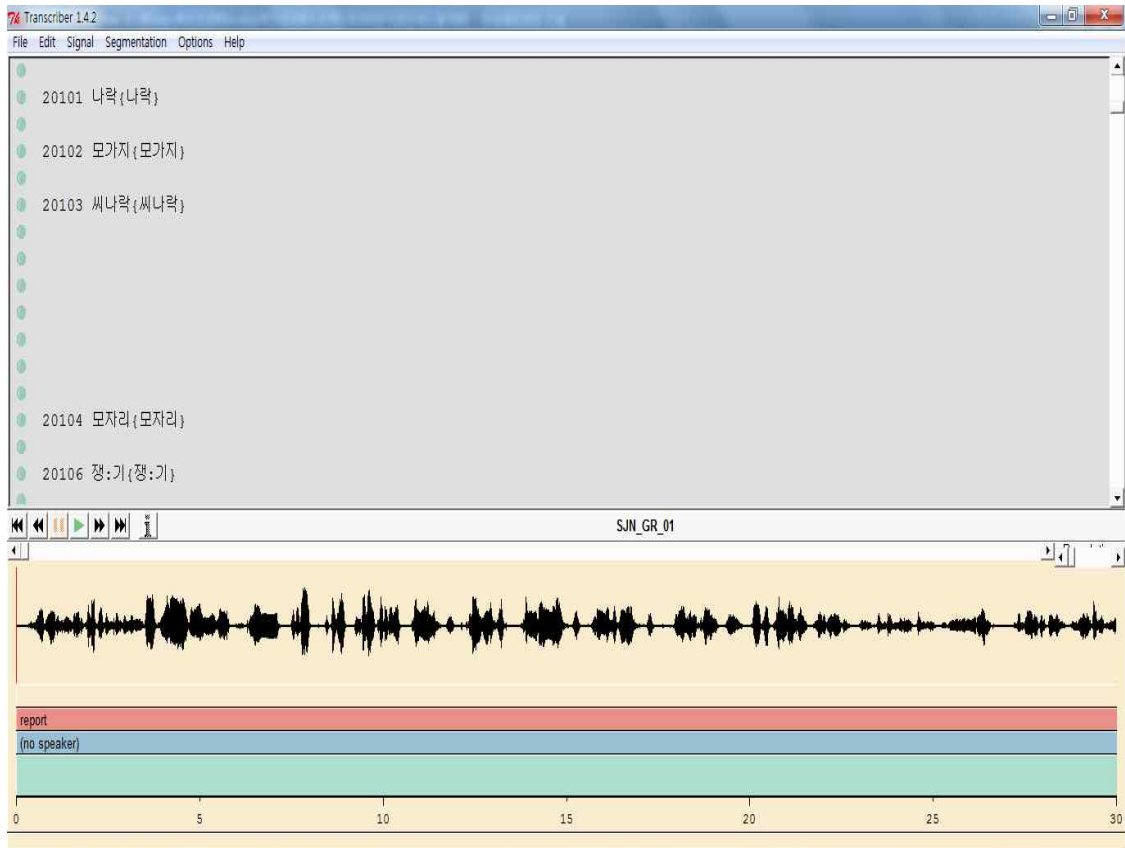 Transcriber 1.4.2
File Edit Signal Segmentation Options Help
20101 나락{나락}
20102 모가지{모가지}
20103 씨나락{씨나락}
20104 모자리{모자리}
20106 쟁:기{쟁:기}
SJN_GR_01
report
(no speaker)
0 5 10 15 20 25 30